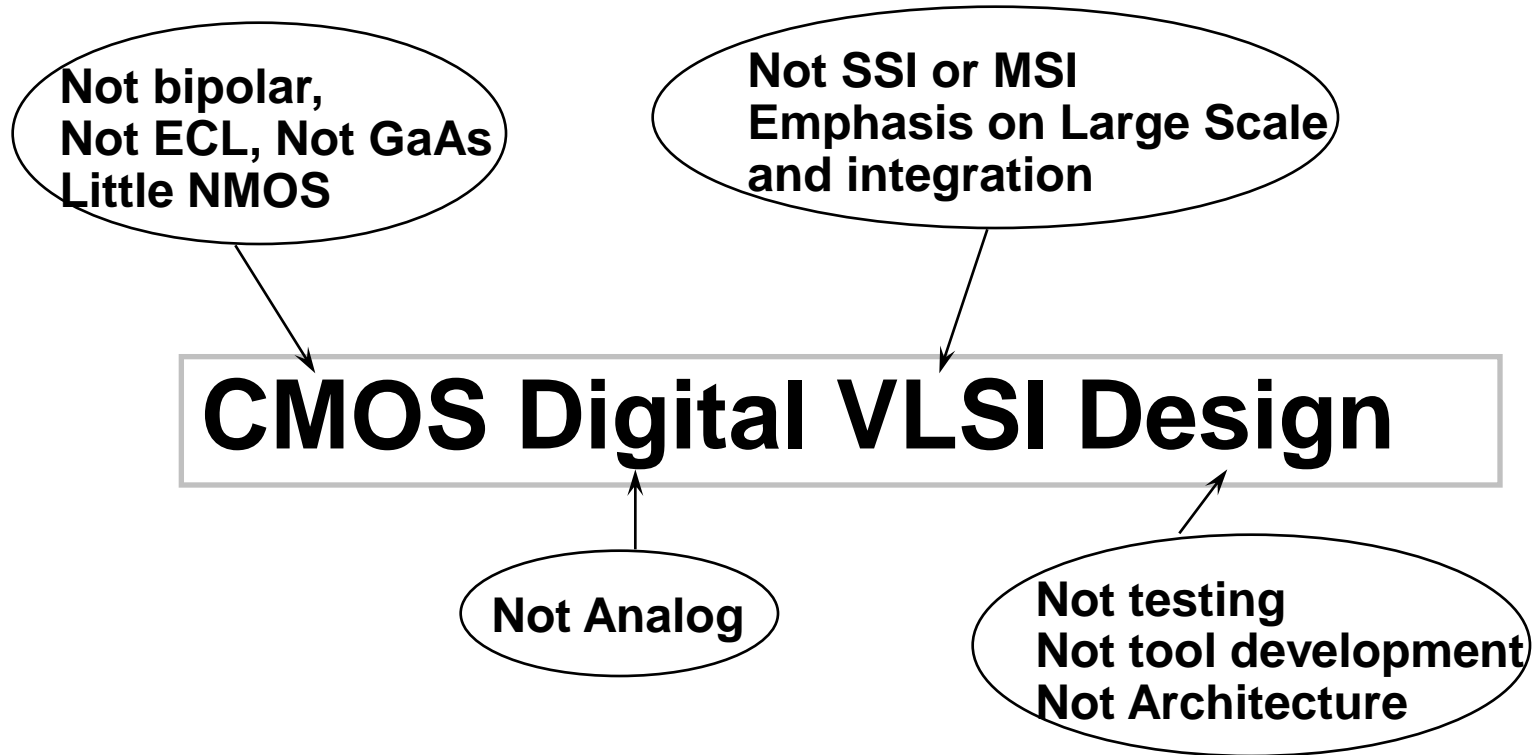 Not bipolar,
Not ECL, Not GaAs
Little NMOS
Not SSI or MSI
Emphasis on Large Scale
and integration
CMOS Digital VLSI Design
Not Analog
Not testing
Not tool development
Not Architecture